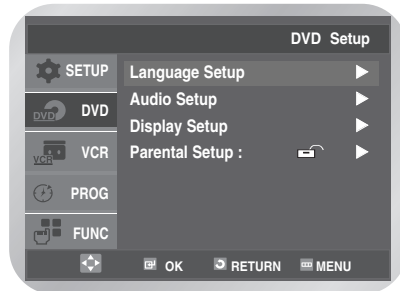 DVD Setup
SETUP
DVD DVD
VCR VCR
PROG
FUNC
Language Setup
Audio Setup
Display Setup
Parental Setup :
OK RETURN MENU